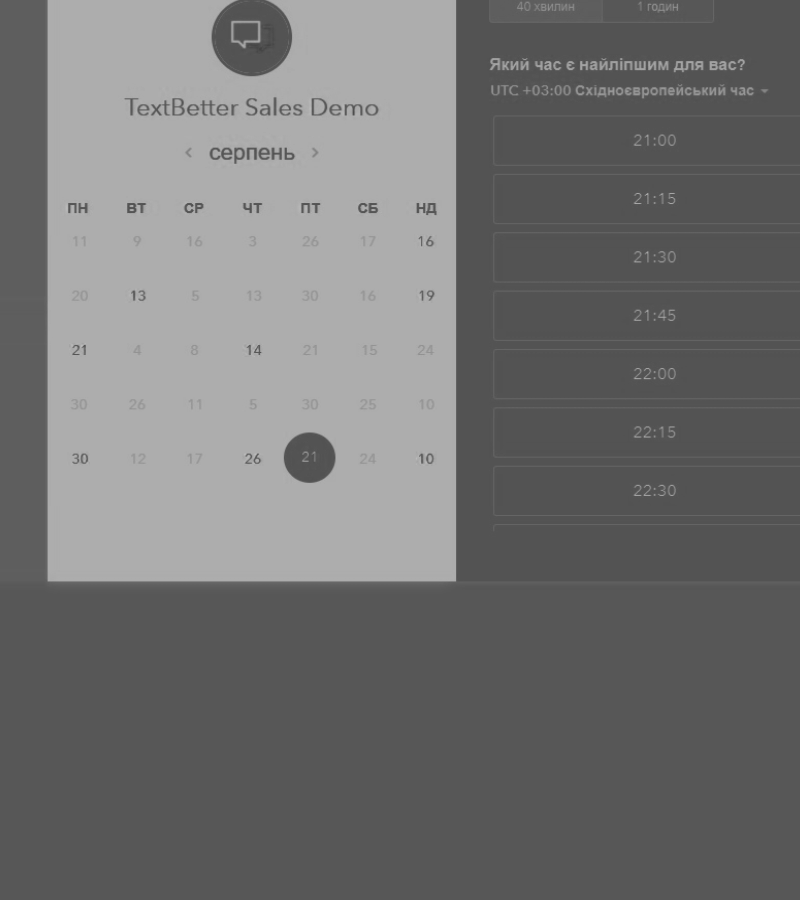 TextBetter Sales Demo
‹ серпень ›
ПН ВТ СР ЧТ ПТ СБ НД
11 9 16 3 26 17 16
20 13 5 13 30 16 19
21 4 8 14 21 15 24
30 26 11 5 30 25 10
30 12 17 26 21 24 10
40 хвилин 1 годин
Який час є найліпшим для вас?
UTC +03:00 Східноєвропейський час
21:00
21:15
21:30
21:45
22:00
22:15
22:30